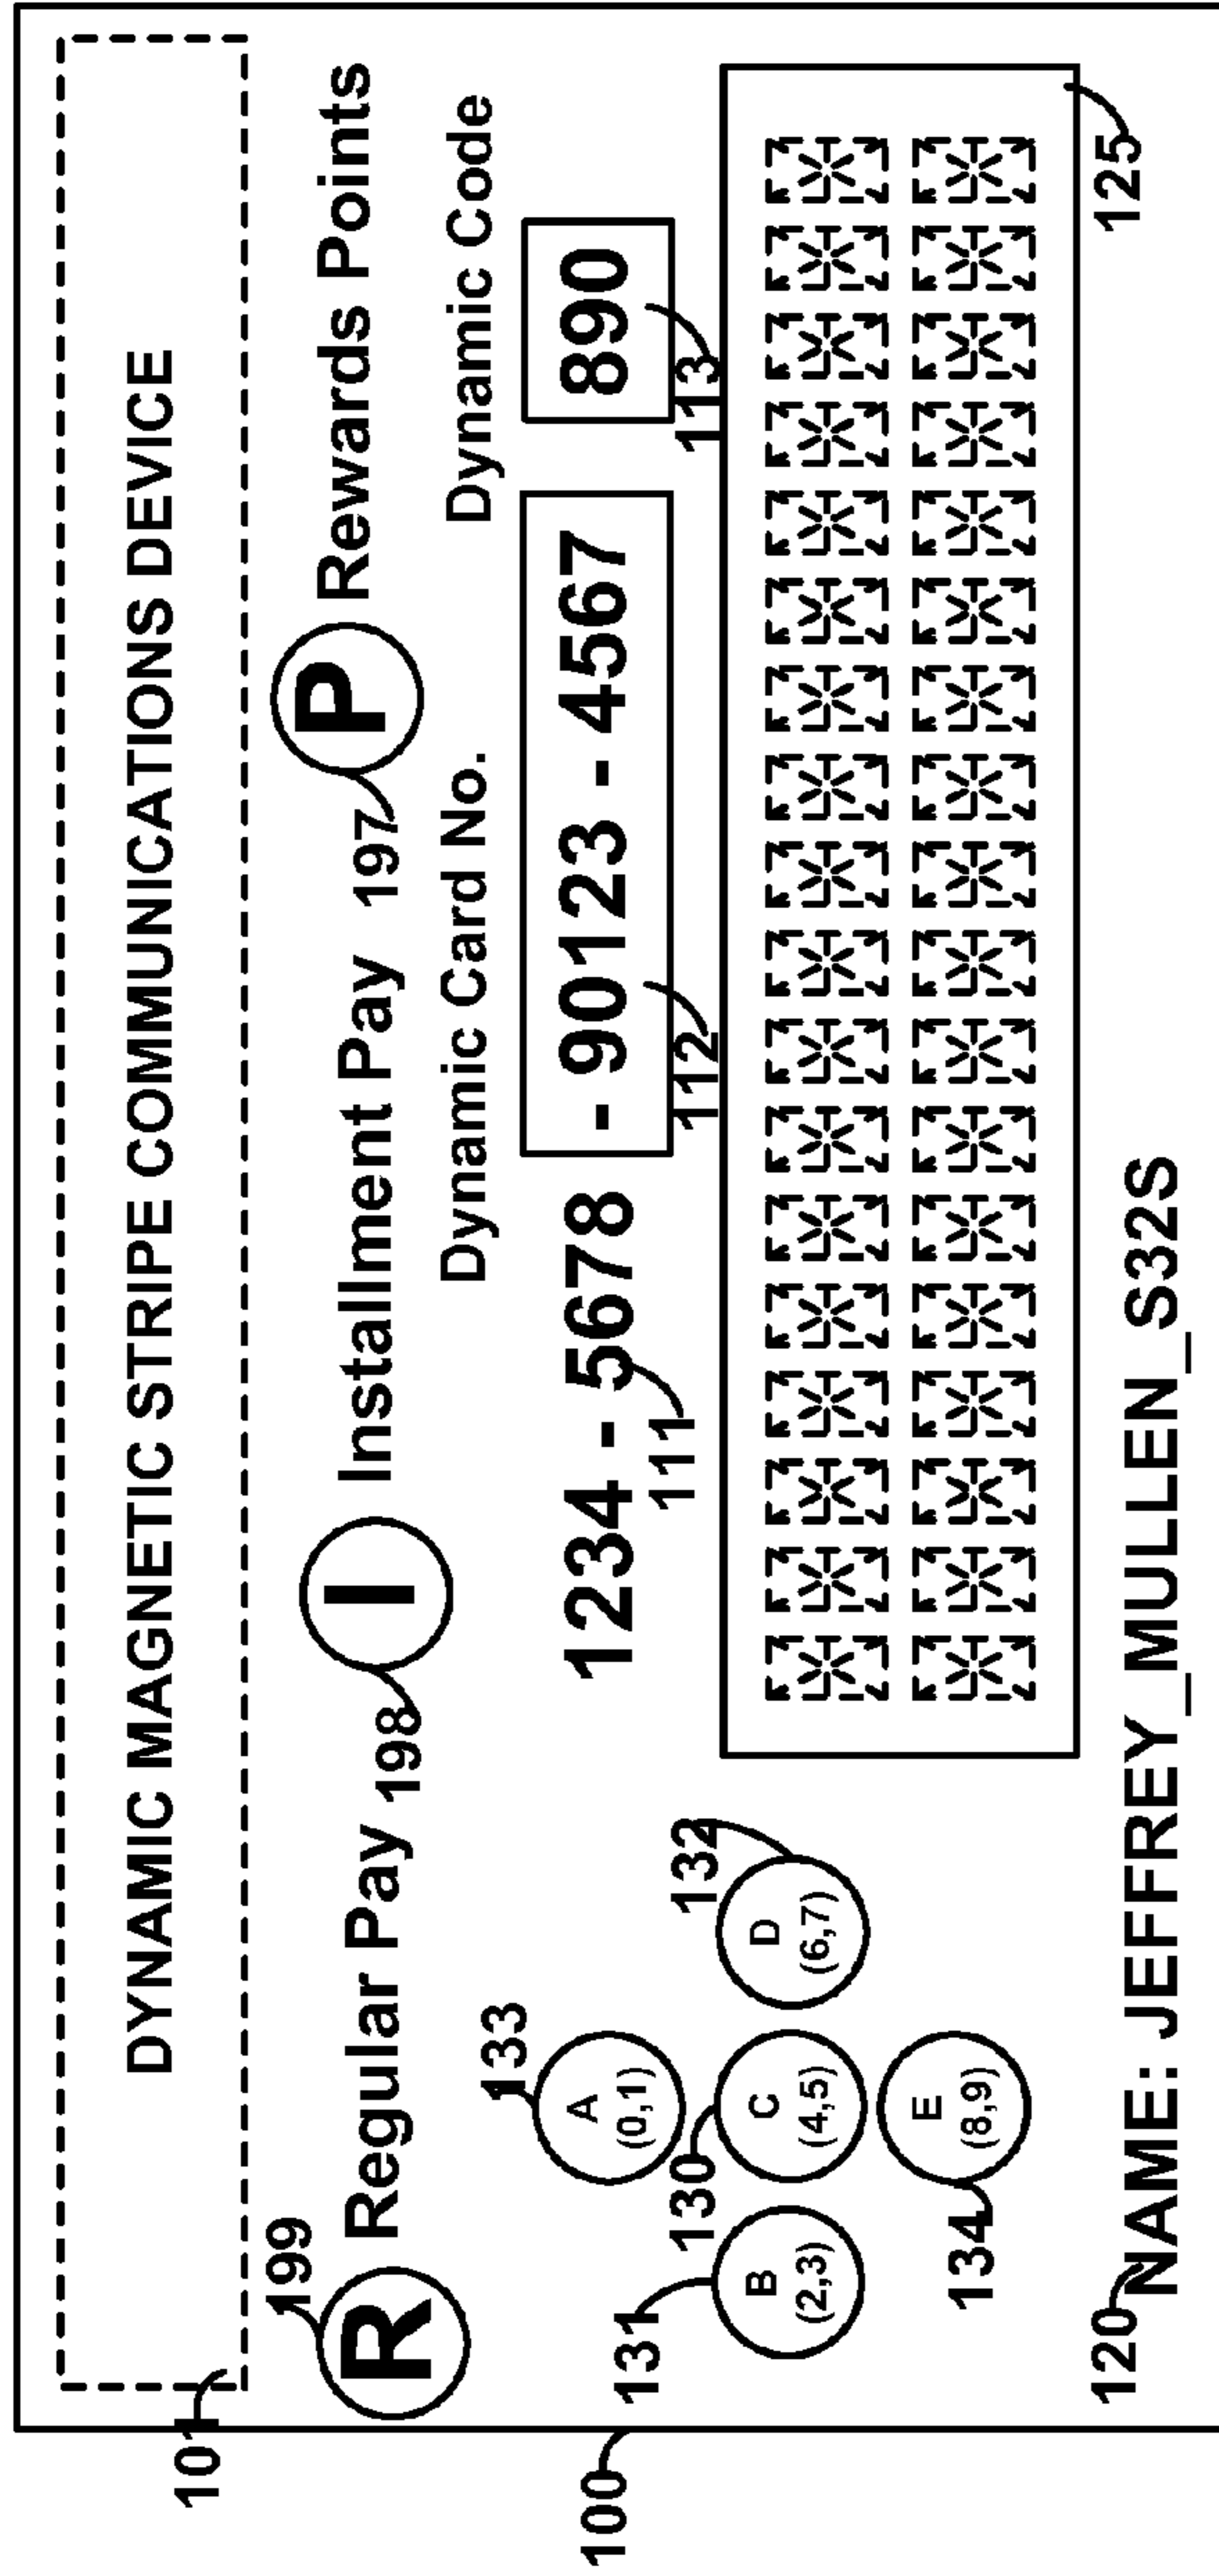 101
DYNAMIC MAGNETIC STRIPE COMMUNICATIONS DEVICE
199
R Regular Pay 198 I Installment Pay 197 P Rewards Points
Dynamic Card No. Dynamic Code
133
A
(0,1)
1234 - 5678 - 90123 - 4567 890
111 112 113
100
131 130 132
B
(2,3)
C
(4,5)
D
(6,7)
E
(8,9)
134
125
120
NAME: JEFFREY_MULLEN_S32S